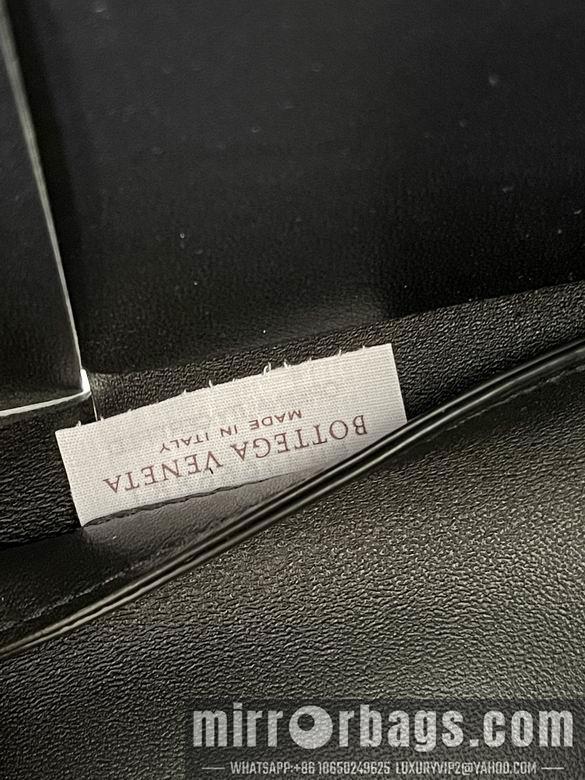 BOTTEGA VENETA
MADE IN ITALY
mirrorbags.com
WHATSAPP:+86 18650249625 LUXURYVIP2@YAHOO.COM